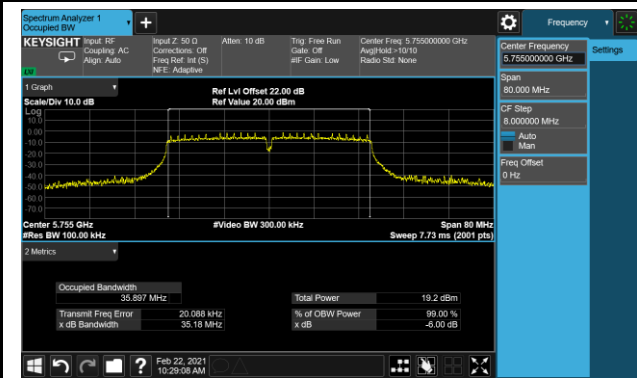 Spectrum Analyzer 1
Occupied BW
Frequency
KEYSIGHT
Input: RF
Coupling: AC
Align: Auto
Input Z: 50 Ω
Corrections: Off
Freq Ref: Int (S)
NFE: Adaptive
Atten: 10 dB
Trig: Free Run
Gate: Off
#IF Gain: Low
Center Freq: 5.755000000 GHz
Avg|Hold:>10/10
Radio Std: None
Center Frequency
5.755000000 GHz
Settings
Span
80.000 MHz
CF Step
8.000000 MHz
Auto
Man
Freq Offset
0 Hz
1 Graph
Scale/Div 10.0 dB
Ref Lvl Offset 22.00 dB
Ref Value 20.00 dBm
Log
10.0
0.00
-10.0
-20.0
-30.0
-40.0
-50.0
-60.0
-70.0
Center 5.755 GHz
#Video BW 300.00 kHz
Span 80 MHz
#Res BW 100.00 kHz
Sweep 7.73 ms (2001 pts)
2 Metrics
Occupied Bandwidth
35.897 MHz
Total Power 19.2 dBm
Transmit Freq Error 20.088 kHz
% of OBW Power 99.00 %
x dB Bandwidth 35.18 MHz
x dB -6.00 dB
?
Feb 22, 2021
10:29:08 AM